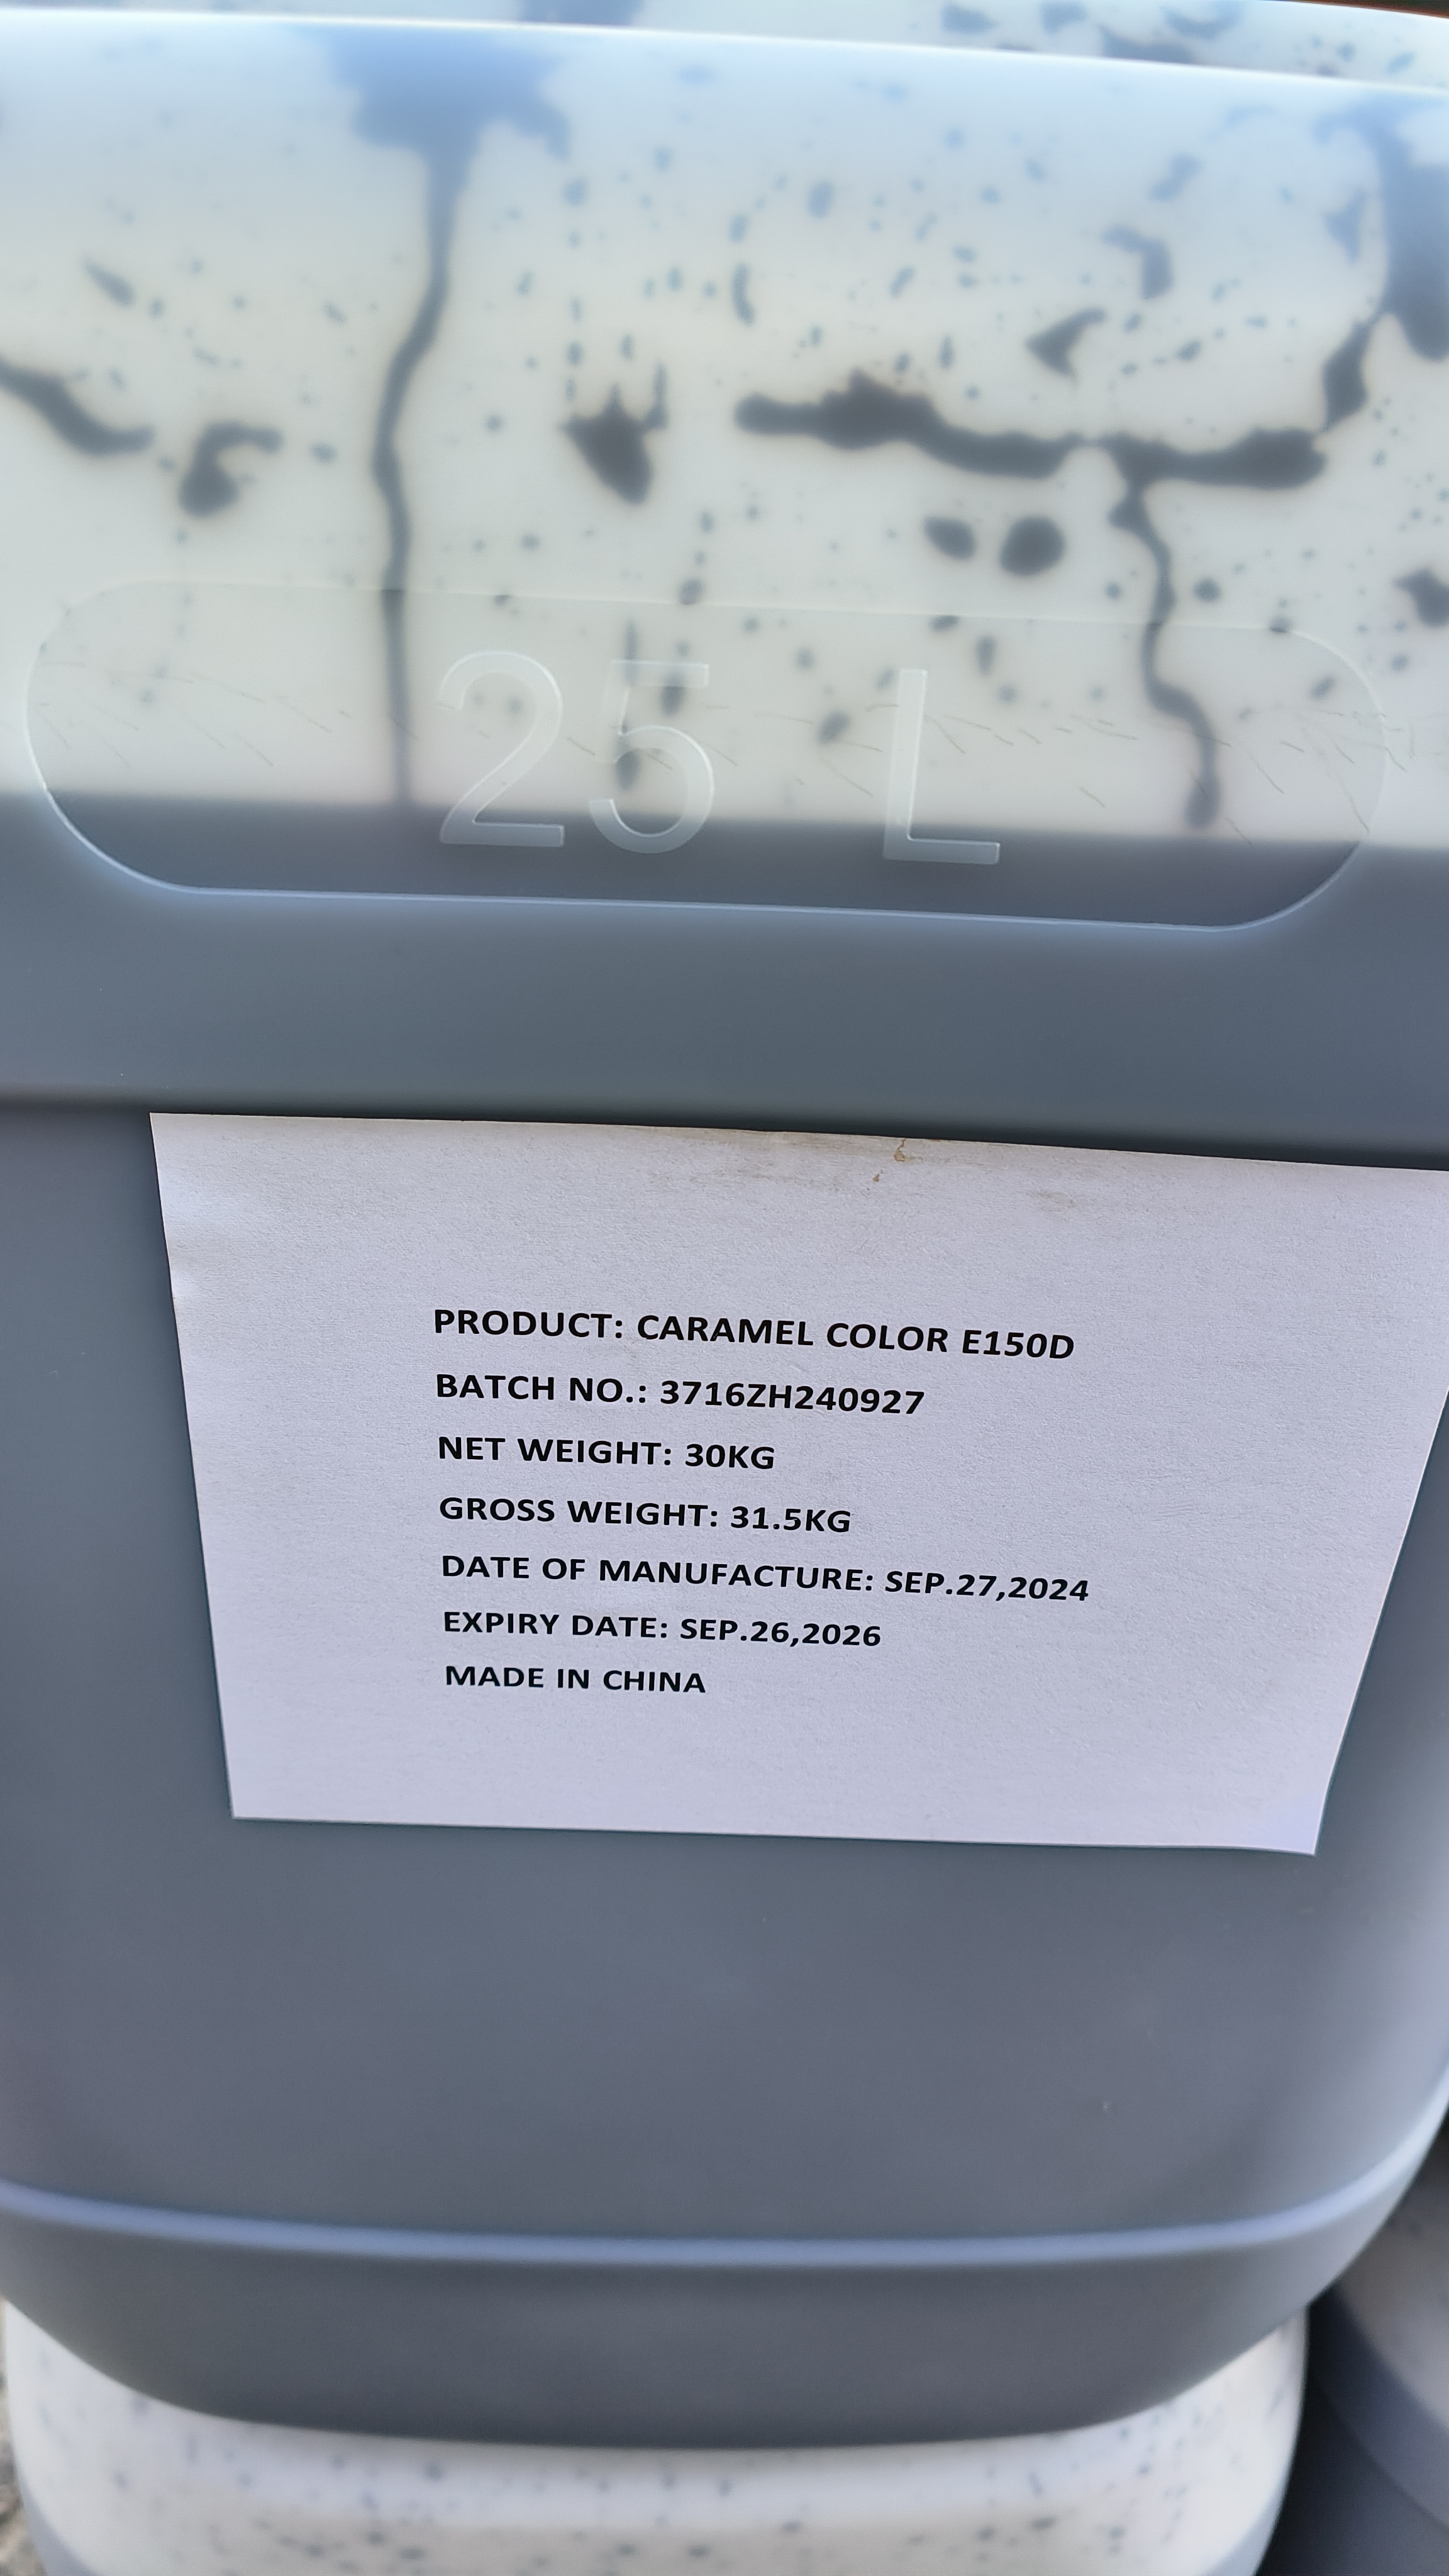 25 L
PRODUCT: CARAMEL COLOR E150D
BATCH NO.: 3716ZH240927
NET WEIGHT: 30KG
GROSS WEIGHT: 31.5KG
DATE OF MANUFACTURE: SEP.27,2024
EXPIRY DATE: SEP.26,2026
MADE IN CHINA